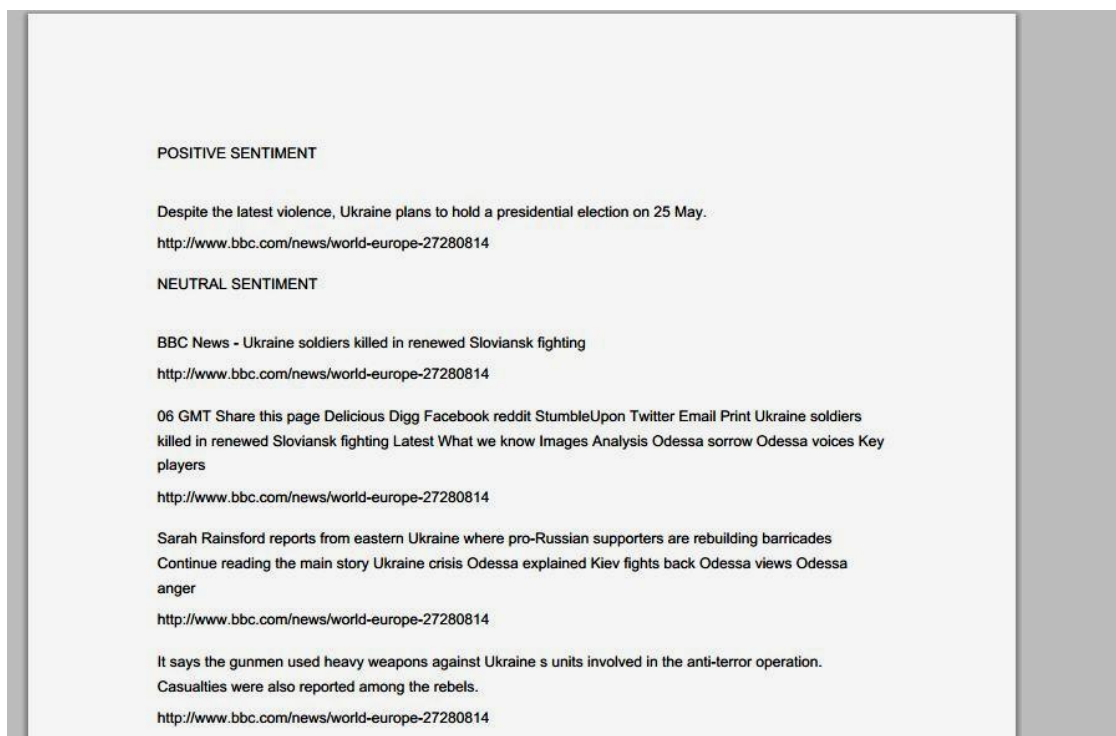 POSITIVE SENTIMENT
Despite the latest violence, Ukraine plans to hold a presidential election on 25 May.
http://www.bbc.com/news/world-europe-27280814
NEUTRAL SENTIMENT
BBC News - Ukraine soldiers killed in renewed Sloviansk fighting
http://www.bbc.com/news/world-europe-27280814
06 GMT Share this page Delicious Digg Facebook reddit StumbleUpon Twitter Email Print Ukraine soldiers
killed in renewed Sloviansk fighting Latest What we know Images Analysis Odessa sorrow Odessa voices Key
players
http://www.bbc.com/news/world-europe-27280814
Sarah Rainsford reports from eastern Ukraine where pro-Russian supporters are rebuilding barricades
Continue reading the main story Ukraine crisis Odessa explained Kiev fights back Odessa views Odessa
anger
http://www.bbc.com/news/world-europe-27280814
It says the gunmen used heavy weapons against Ukraine s units involved in the anti-terror operation.
Casualties were also reported among the rebels.
http://www.bbc.com/news/world-europe-27280814